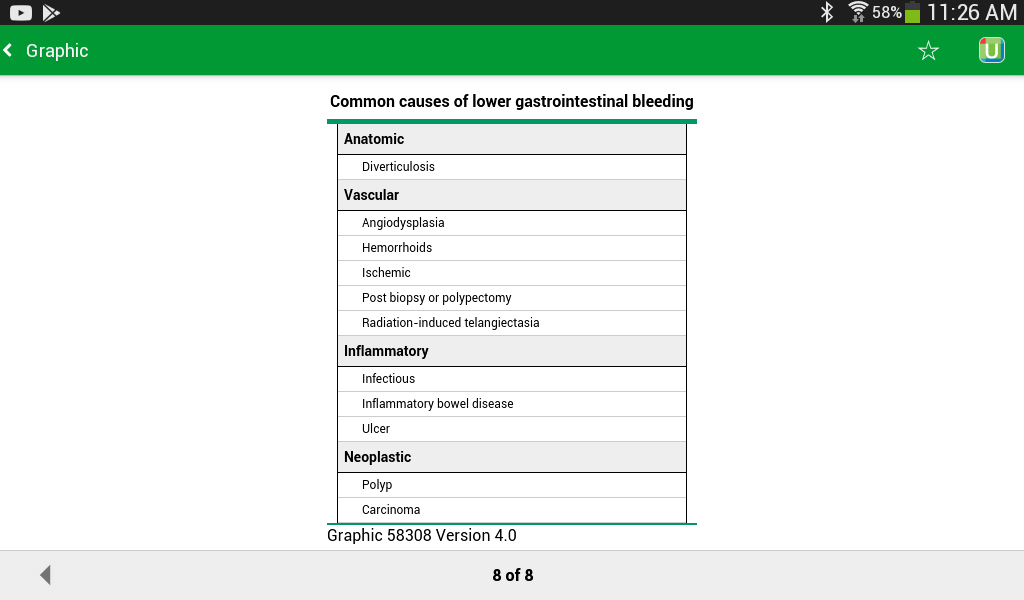 58% 11:26 AM
Graphic
U
Common causes of lower gastrointestinal bleeding
Anatomic
Diverticulosis
Vascular
Angiodysplasia
Hemorrhoids
Ischemic
Post biopsy or polypectomy
Radiation-induced telangiectasia
Inflammatory
Infectious
Inflammatory bowel disease
Ulcer
Neoplastic
Polyp
Carcinoma
Graphic 58308 Version 4.0
8 of 8